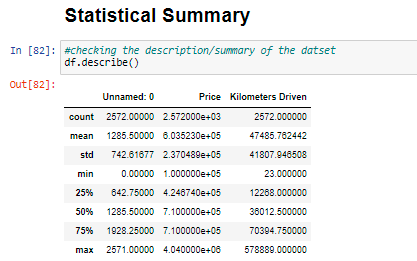 Statistical Summary
In [82]: #checking the description/summary of the datset
df.describe()
Out[82]:
Unnamed: 0 Price Kilometers Driven
count 2572.00000 2.572000e+03 2572.000000
mean 1285.50000 6.035230e+05 47485.762442
std 742.61677 2.370489e+05 41807.946508
min 0.00000 1.000000e+05 23.000000
25% 642.75000 4.246740e+05 12268.000000
50% 1285.50000 7.100000e+05 36012.500000
75% 1928.25000 7.100000e+05 70394.750000
max 2571.00000 4.040000e+06 578889.000000